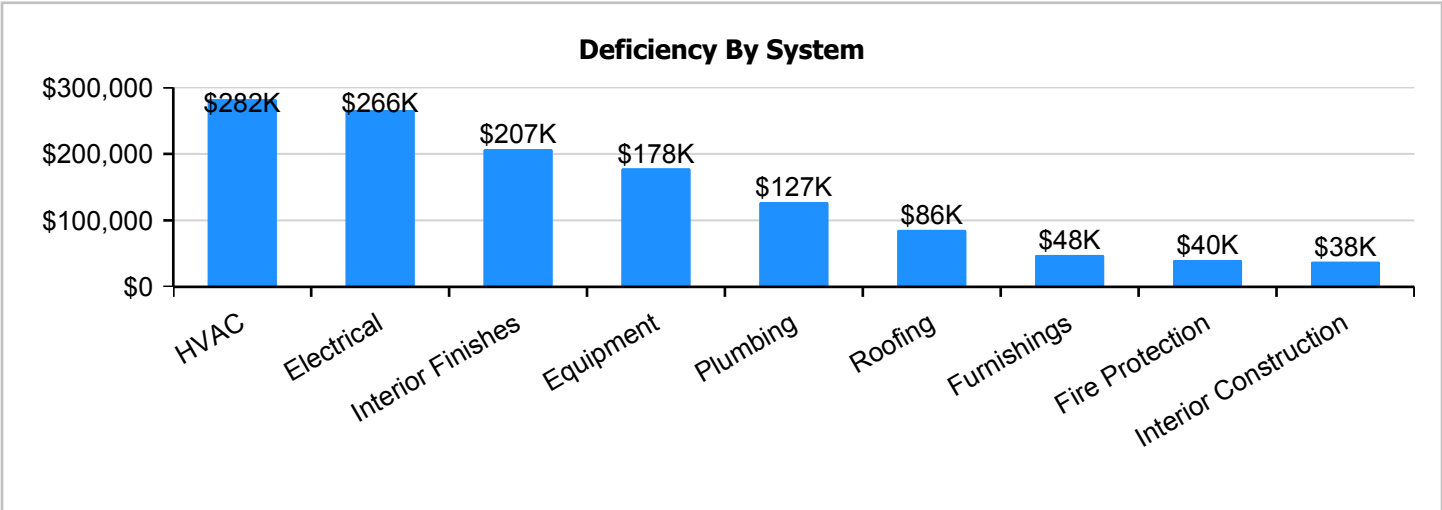 Deficiency By System
$300,000
$200,000
$100,000
$0
$282K
$266K
$207K
$178K
$127K
$86K
$48K
$40K
$38K
HVAC
Electrical
Interior Finishes
Equipment
Plumbing
Roofing
Furnishings
Fire Protection
Interior Construction